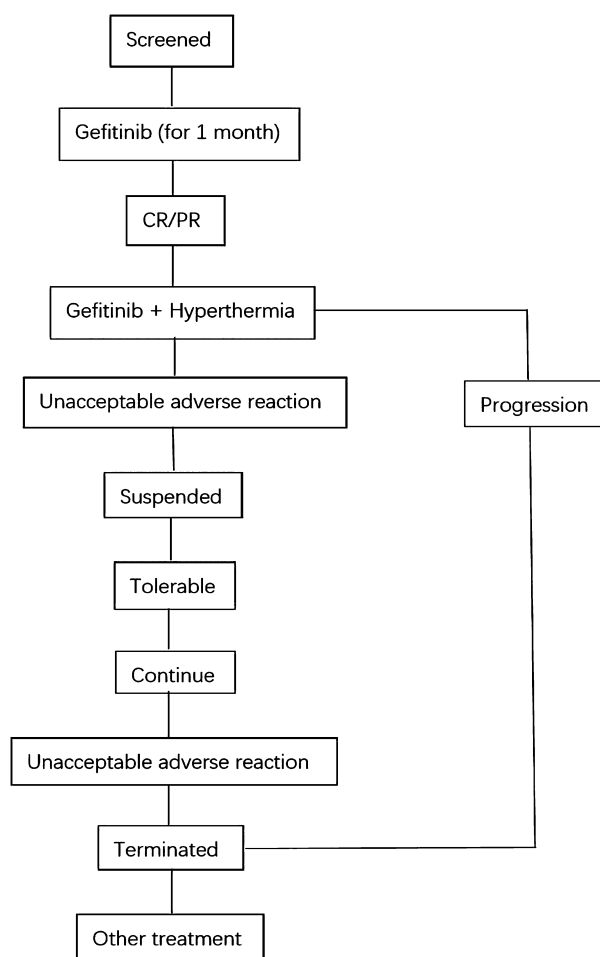 Screened
Gefitinib (for 1 month)
CR/PR
Gefitinib + Hyperthermia
Unacceptable adverse reaction
Progression
Suspended
Tolerable
Continue
Unacceptable adverse reaction
Terminated
Other treatment